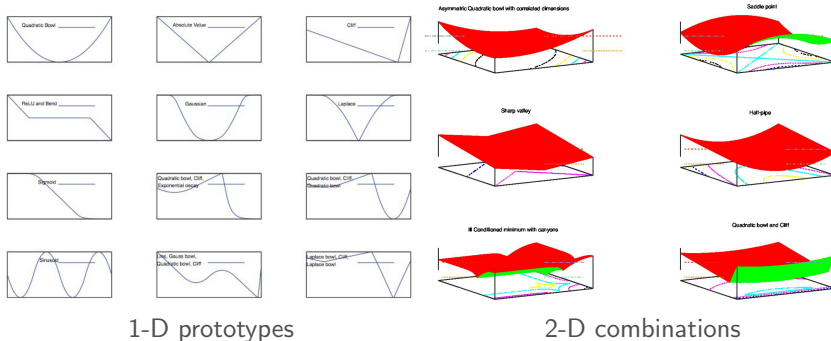 Quadratic Bowl
Absolute Value
Cliff
ReLU and Bend
Gaussian
Laplace
Sigmoid
Quadratic bowl, Cliff,
Exponential decay
Quadratic bowl, Cliff,
Quadratic bowl
Sinusoid
Line, Gauss bowl,
Quadratic bowl, Cliff
Laplace bowl, Cliff,
Laplace bowl
1-D prototypes
Asymmetric Quadratic bowl with correlated dimensions
Saddle point
Sharp valley
Half-pipe
Ill Conditioned minimum with canyons
Quadratic bowl and Cliff
2-D combinations